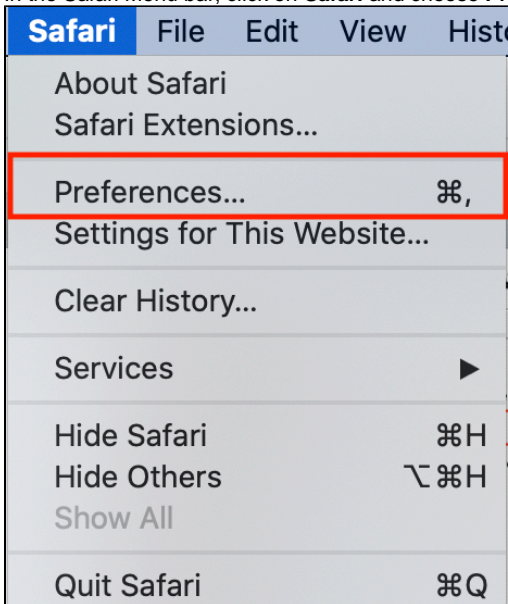 Safari File Edit View
About Safari
Safari Extensions...
Preferences... ⌘,
Settings for This Website...
Clear History...
Services ▶
Hide Safari ⌘H
Hide Others ⌥⌘H
Show All
Quit Safari ⌘Q